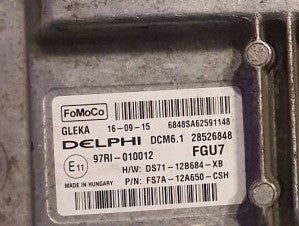 FoMoCo
GLEKA 16-09-15 6848SA62591148
DELPHI DCM6.1 28526848
E11 97RI-010012 FGU7
H/W: DS71-12B684-XB
MADE IN HUNGARY P/N: FS7A-12A650-CSH